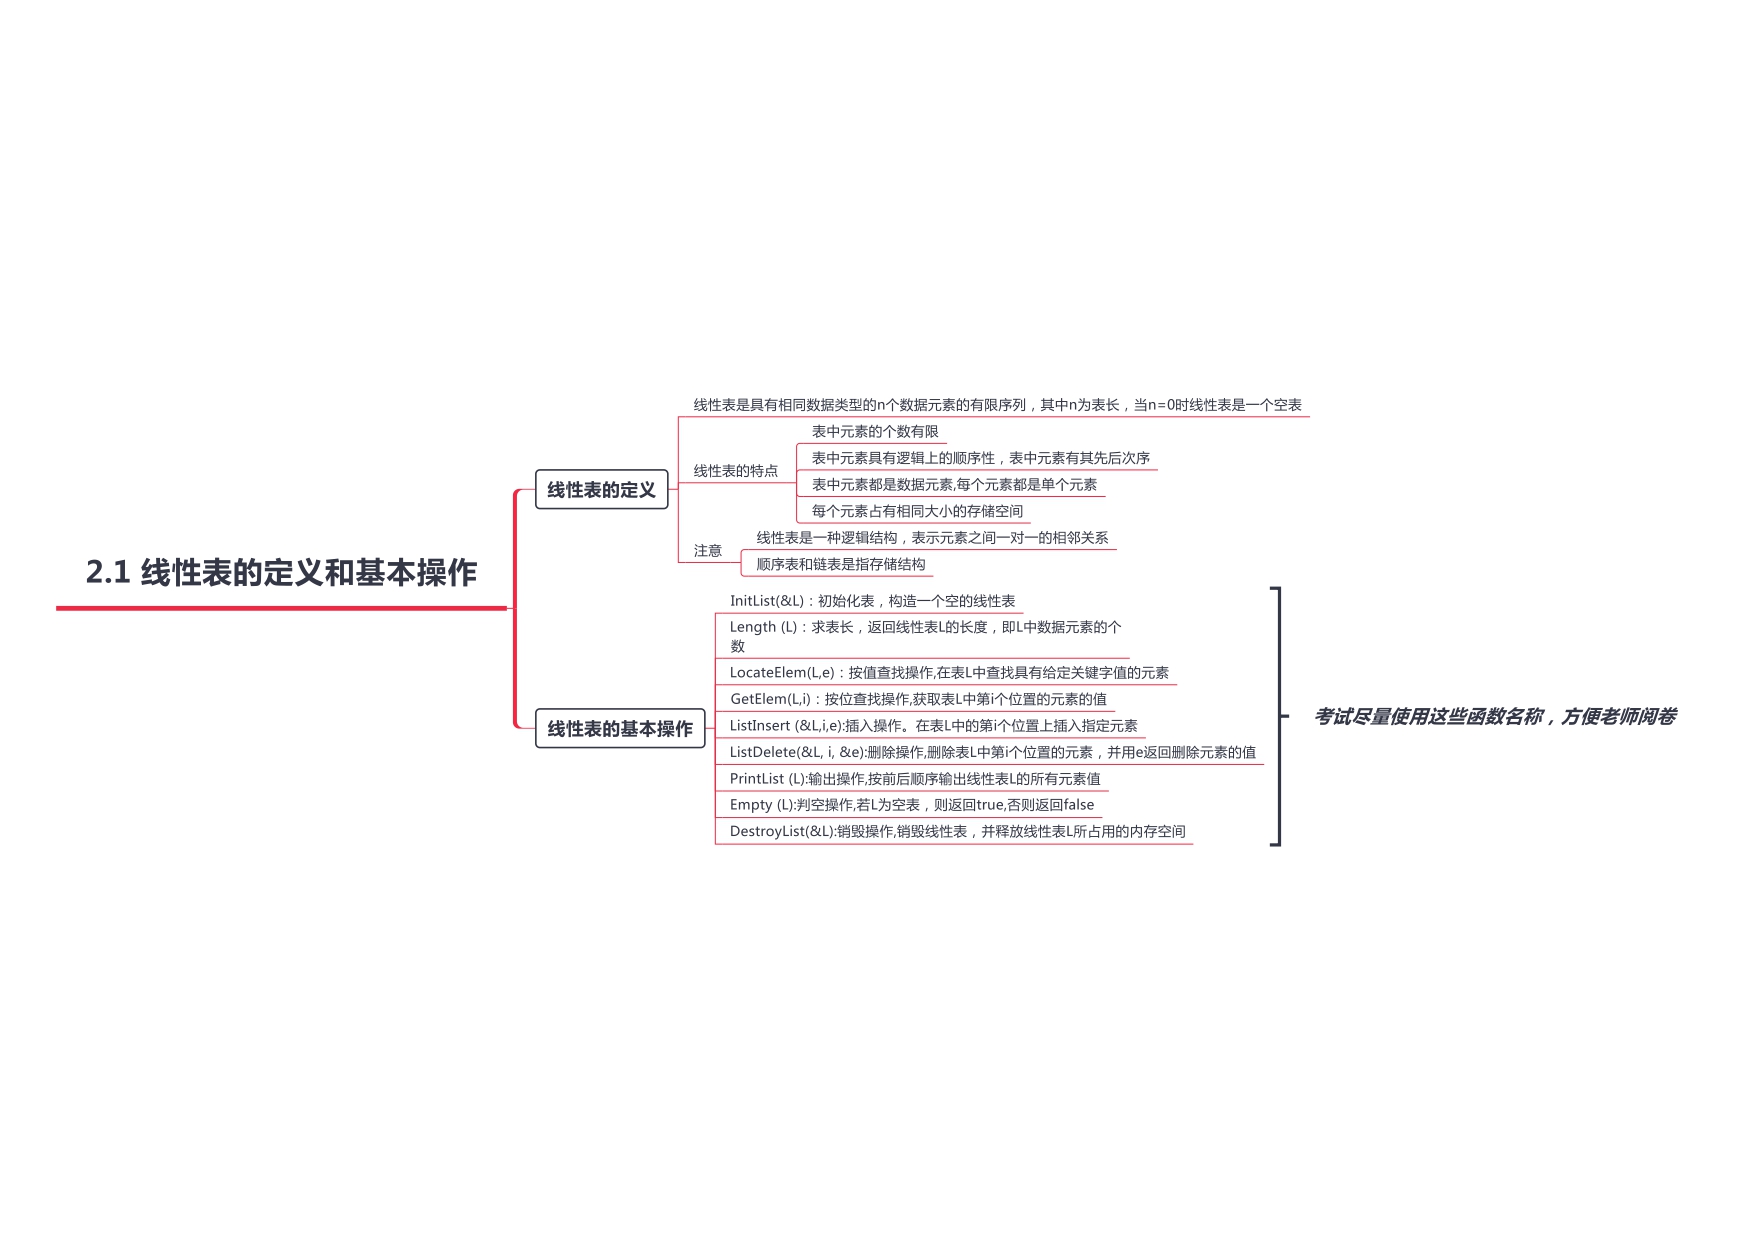 2.1 线性表的定义和基本操作
线性表的定义
线性表是具有相同数据类型的n个数据元素的有限序列，其中n为表长，当n=0时线性表是一个空表
线性表的特点
表中元素的个数有限
表中元素具有逻辑上的顺序性，表中元素有其先后次序
表中元素都是数据元素,每个元素都是单个元素
每个元素占有相同大小的存储空间
注意
线性表是一种逻辑结构，表示元素之间一对一的相邻关系
顺序表和链表是指存储结构
线性表的基本操作
InitList(&L)：初始化表，构造一个空的线性表
Length (L)：求表长，返回线性表L的长度，即L中数据元素的个
数
LocateElem(L,e)：按值查找操作,在表L中查找具有给定关键字值的元素
GetElem(L,i)：按位查找操作,获取表L中第i个位置的元素的值
ListInsert (&L,i,e):插入操作。在表L中的第i个位置上插入指定元素
ListDelete(&L, i, &e):删除操作,删除表L中第i个位置的元素，并用e返回删除元素的值
PrintList (L):输出操作,按前后顺序输出线性表L的所有元素值
Empty (L):判空操作,若L为空表，则返回true,否则返回false
DestroyList(&L):销毁操作,销毁线性表，并释放线性表L所占用的内存空间
考试尽量使用这些函数名称，方便老师阅卷